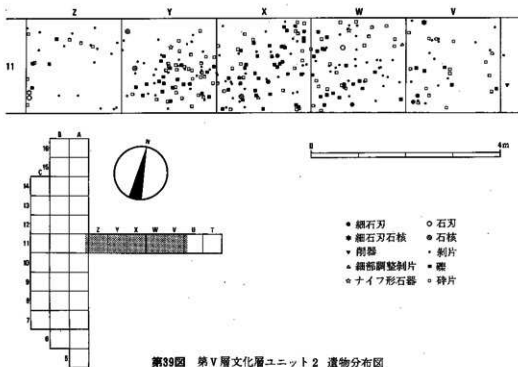 Z Y X W V
11
B A
16
15
C
14
13
12
11
10
9
8
7
6
5
Z Y X W V U T
N
0 4m
細石刃 石刃
細石刃石核 石核
削器 剝片
細部調整剝片 礫
ナイフ形石器 砕片
第39図 第V層文化層ユニット2 遺物分布図